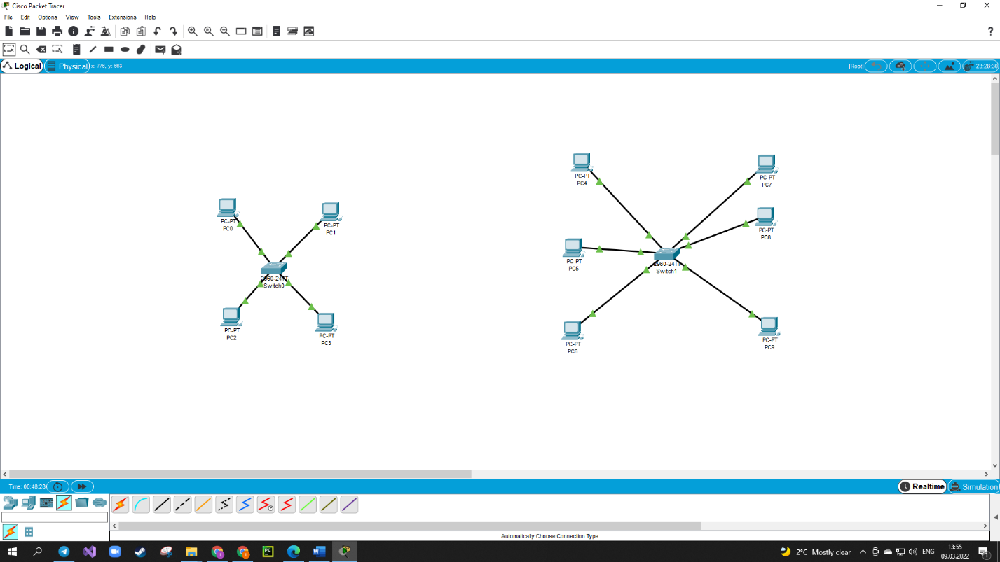 Cisco Packet Tracer
File Edit Options View Tools Extensions Help
?
Logical Physical x: 776, y: 663 [Root] 23:28:30
PC-PT
PC4
PC-PT
PC7
PC-PT
PC0
PC-PT
PC1
PC-PT
PC8
PC-PT
PC5
2960-24TT
Switch1
2960-24TT
Switch0
PC-PT
PC2
PC-PT
PC3
PC-PT
PC6
PC-PT
PC9
Time: 00:48:28 Realtime Simulation
Automatically Choose Connection Type
2°C Mostly clear ENG 13:55
09.03.2022